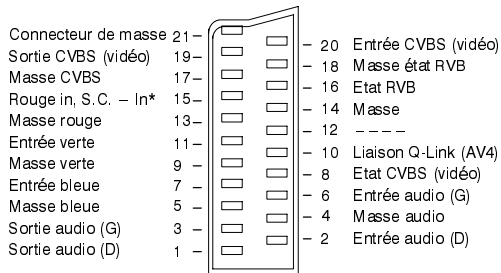 Connecteur de masse 21
Sortie CVBS (vidéo) 19
Masse CVBS 17
Rouge in, S.C. – In* 15
Masse rouge 13
Entrée verte 11
Masse verte 9
Entrée bleue 7
Masse bleue 5
Sortie audio (G) 3
Sortie audio (D) 1
20 Entrée CVBS (vidéo)
18 Masse état RVB
16 Etat RVB
14 Masse
12 – – – –
10 Liaison Q-Link (AV4)
8 Etat CVBS (vidéo)
6 Entrée audio (G)
4 Masse audio
2 Entrée audio (D)